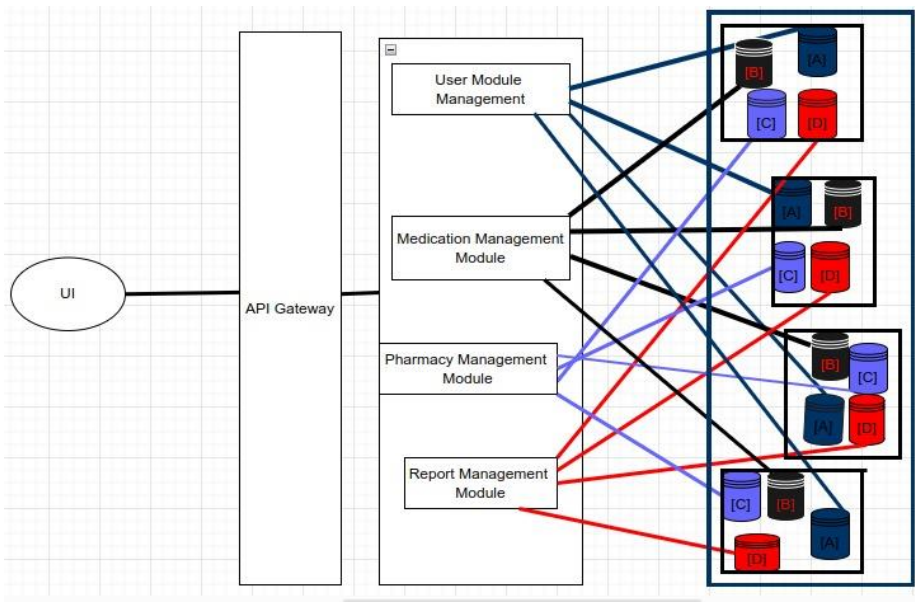 UI
API Gateway
User Module
Management
Medication Management
Module
Pharmacy Management
Module
Report Management
Module
[A]
[B]
[C]
[D]
[A]
[B]
[C]
[D]
[B]
[C]
[A]
[D]
[C]
[B]
[A]
[D]